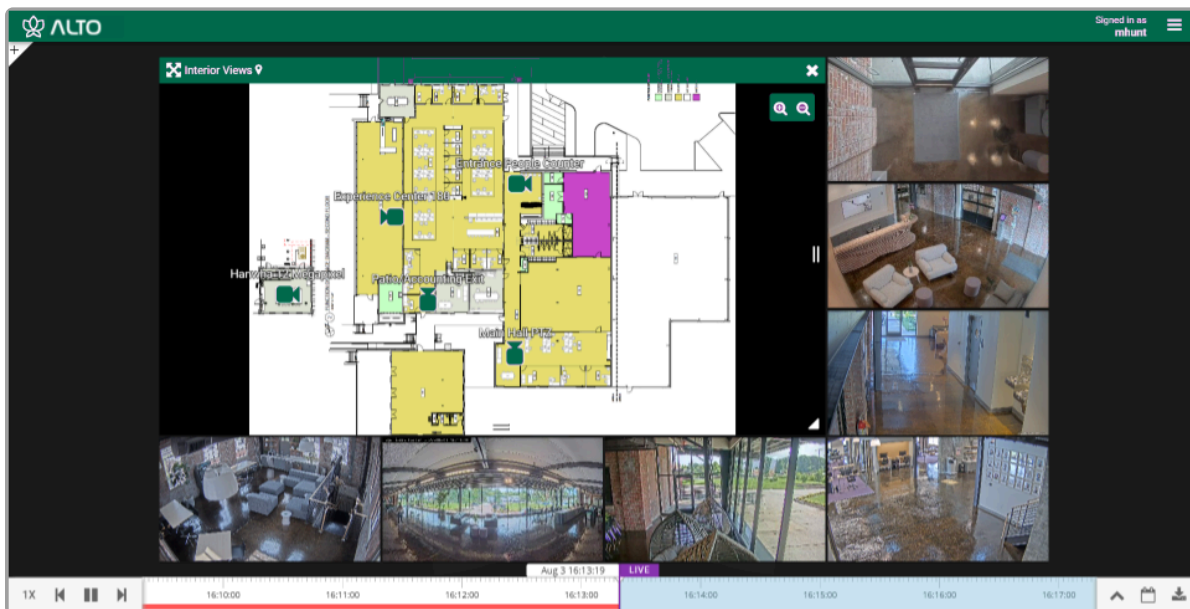 ALTO
Signed in as
mhunt
Interior Views
Entrance People Counter
Experience Center 180
Hanwha 12 Megapixel
Patio/Accounting Exit
Main Hall PTZ
Aug 3 16:13:19
LIVE
1X
16:10:00
16:11:00
16:12:00
16:13:00
16:14:00
16:15:00
16:16:00
16:17:00